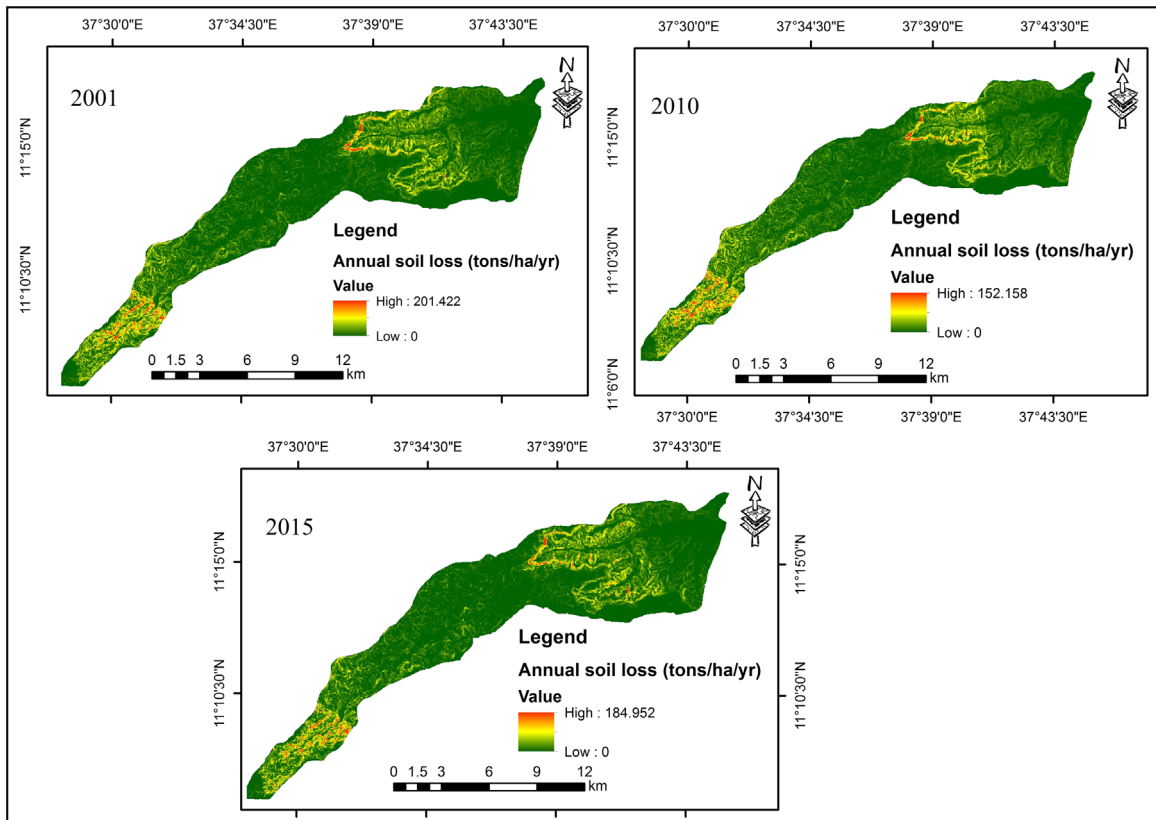 37°30'0"E 37°34'30"E 37°39'0"E 37°43'30"E
2001
N
11°15'0"N
11°10'30"N
Legend
Annual soil loss (tons/ha/yr)
Value
High : 201.422
Low : 0
0 1.5 3 6 9 12
km
37°30'0"E 37°34'30"E 37°39'0"E 37°43'30"E
2010
N
11°15'0"N
11°10'30"N
11°6'0"N
Legend
Annual soil loss (tons/ha/yr)
Value
High : 152.158
Low : 0
0 1.5 3 6 9 12
km
37°30'0"E 37°34'30"E 37°39'0"E 37°43'30"E
37°30'0"E 37°34'30"E 37°39'0"E 37°43'30"E
2015
N
11°15'0"N
11°15'0"N
11°10'30"N
11°10'30"N
Legend
Annual soil loss (tons/ha/yr)
Value
High : 184.952
Low : 0
0 1.5 3 6 9 12
km